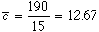 c̅ = 190/15 = 12.67